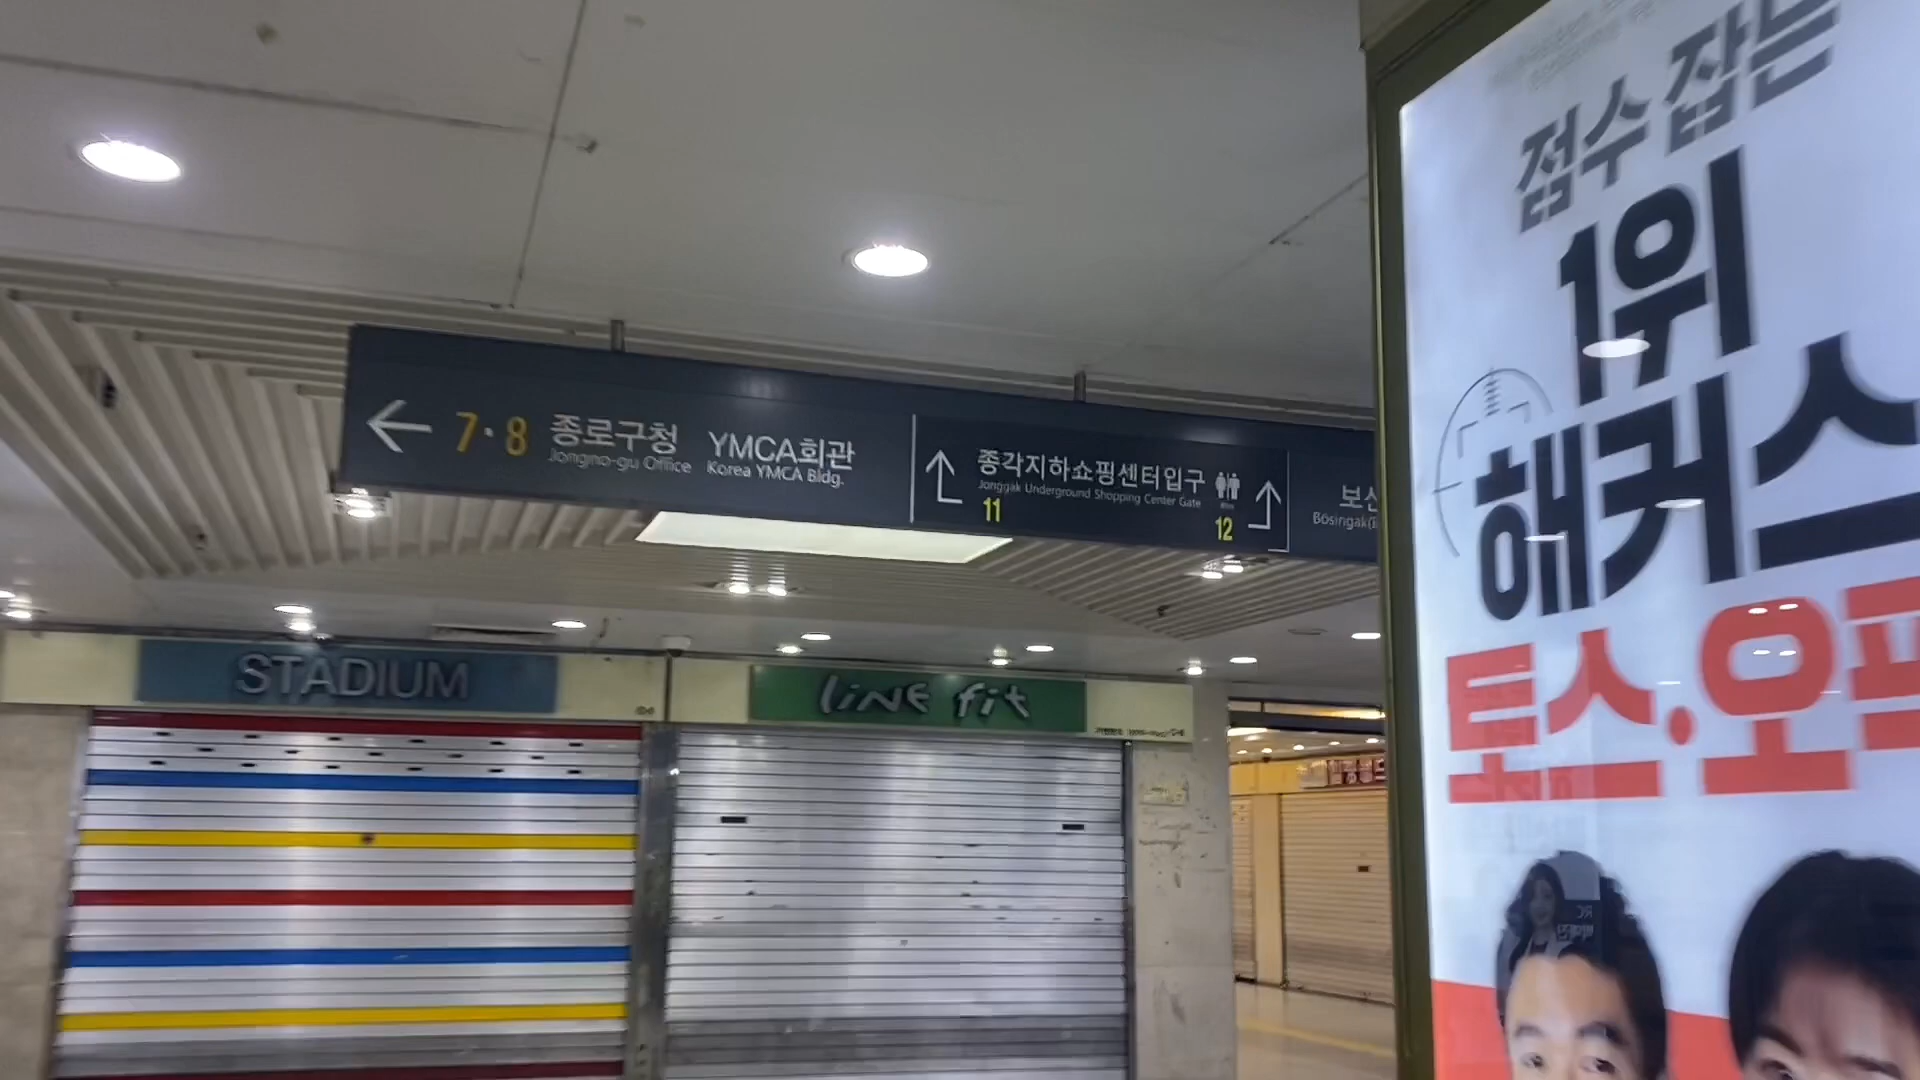 7·8 종로구청 YMCA회관
Jongno-gu Office Korea YMCA Bldg.
종각지하쇼핑센터입구
Jonggak Underground Shopping Center Gate
11 12
보신
Bosingak
STADIUM
LiNE fit
점수 잡는
1위
해커스
토스.오픽